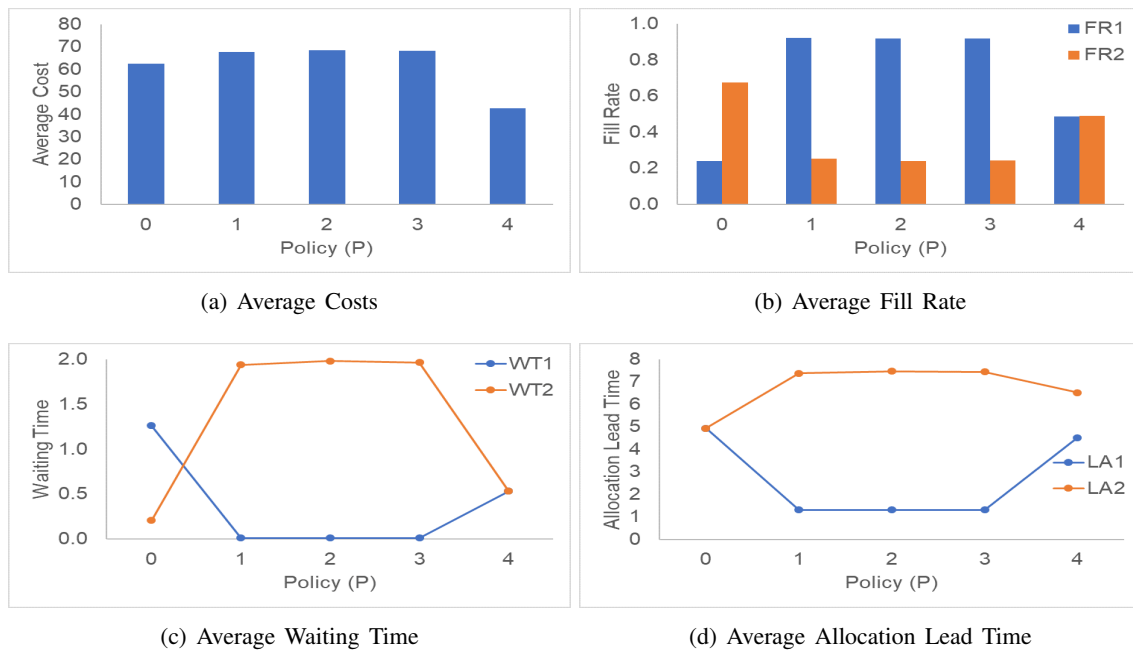 80
70
60
50
40
30
20
10
0
Average Cost
0 1 2 3 4
Policy (P)
(a) Average Costs
1.0
0.8
0.6
0.4
0.2
0.0
Fill Rate
FR1
FR2
0 1 2 3 4
Policy (P)
(b) Average Fill Rate
2.0
1.5
1.0
0.5
0.0
Waiting Time
WT1
WT2
0 1 2 3 4
Policy (P)
(c) Average Waiting Time
8
7
6
5
4
3
2
1
0
Allocation Lead Time
LA1
LA2
0 1 2 3 4
Policy (P)
(d) Average Allocation Lead Time